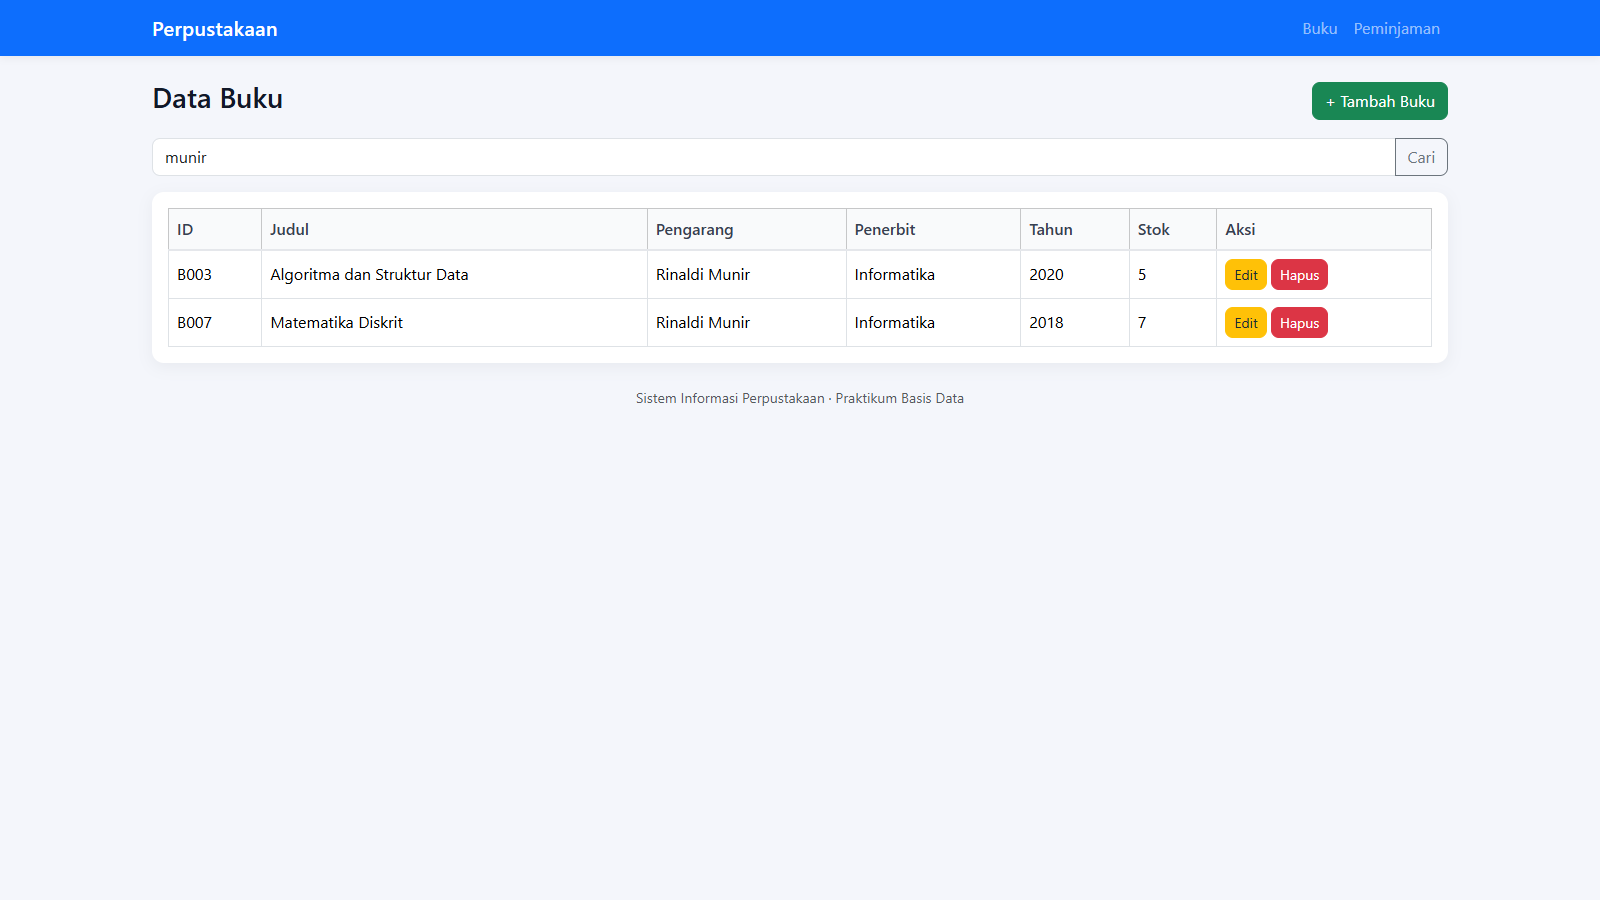 Perpustakaan Buku Peminjaman
Data Buku + Tambah Buku
munir Cari
ID Judul Pengarang Penerbit Tahun Stok Aksi
B003 Algoritma dan Struktur Data Rinaldi Munir Informatika 2020 5 Edit Hapus
B007 Matematika Diskrit Rinaldi Munir Informatika 2018 7 Edit Hapus
Sistem Informasi Perpustakaan · Praktikum Basis Data